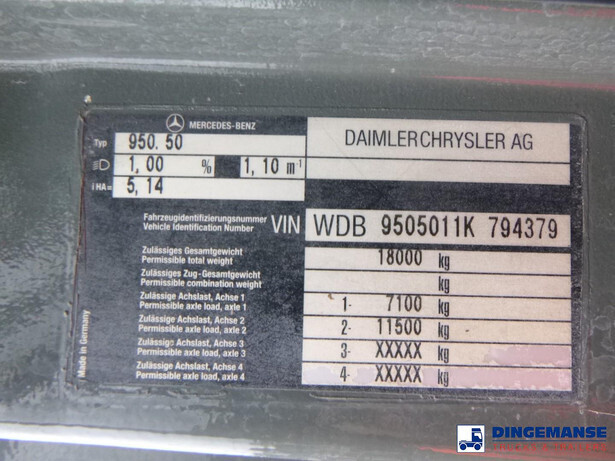 MERCEDES-BENZ
Typ 950.50
DAIMLERCHRYSLER AG
1,00 % 1,10 m-1
i HA= 5,14
Fahrzeugidentifizierungsnummer
Vehicle Identification Number
VIN WDB 9505011K 794379
Zulässiges Gesamtgewicht
Permissible total weight
18000 kg
Zulässiges Zug-Gesamtgewicht
Permissible combination weight
kg
Zulässige Achslast, Achse 1
Permissible axle load, axle 1
1- 7100 kg
Zulässige Achslast, Achse 2
Permissible axle load, axle 2
2- 11500 kg
Zulässige Achslast, Achse 3
Permissible axle load, axle 3
3- XXXXX kg
Zulässige Achslast, Achse 4
Permissible axle load, axle 4
4- XXXXX kg
Made in Germany
DINGEMANSE